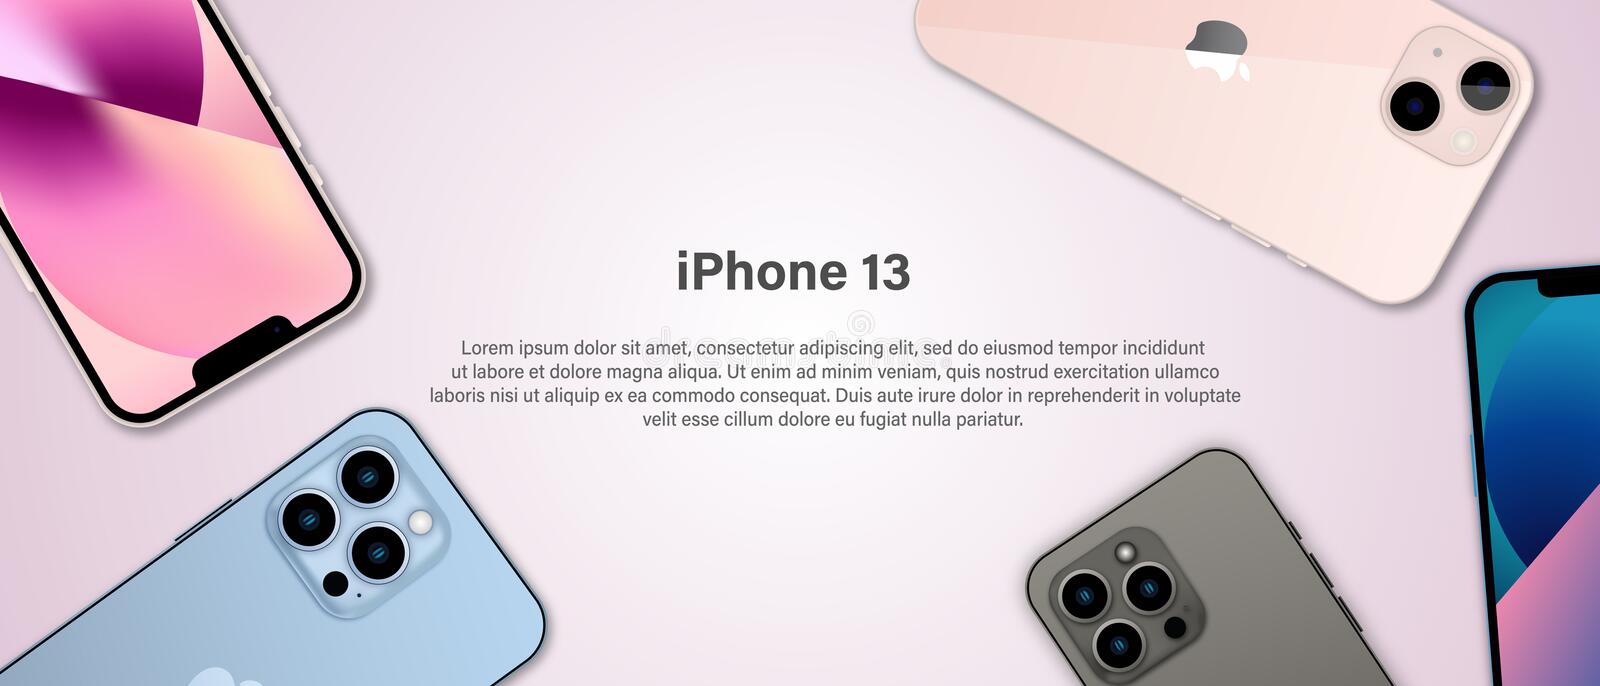 iPhone 13
Lorem ipsum dolor sit amet, consectetur adipiscing elit, sed do eiusmod tempor incididunt
ut labore et dolore magna aliqua. Ut enim ad minim veniam, quis nostrud exercitation ullamco
laboris nisi ut aliquip ex ea commodo consequat. Duis aute irure dolor in reprehenderit in voluptate
velit esse cillum dolore eu fugiat nulla pariatur.